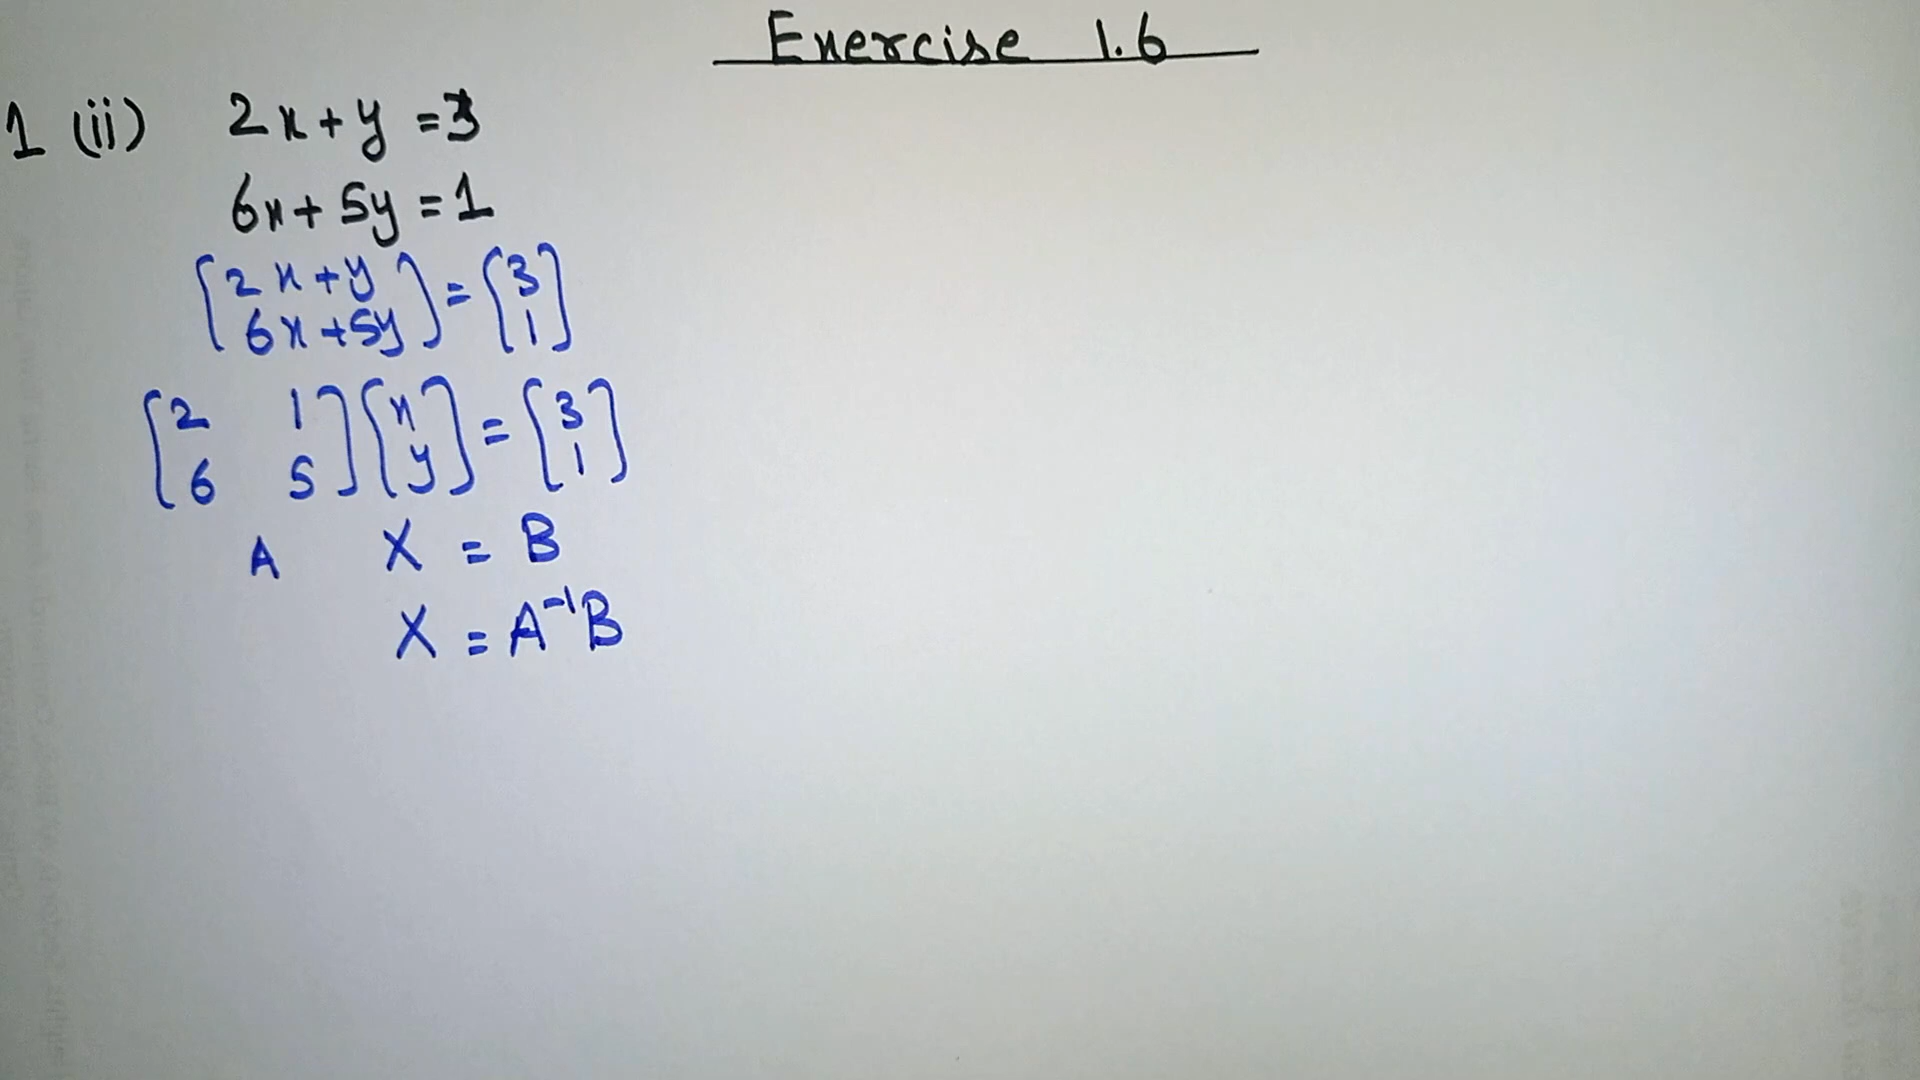 Exercise 1.6
1 (ii) 2x+y =3
6x+5y=1
[2x+y
6x+5y] = [3
1]
[2 1
6 5] [x
y] = [3
1]
A X = B
X = A⁻¹B